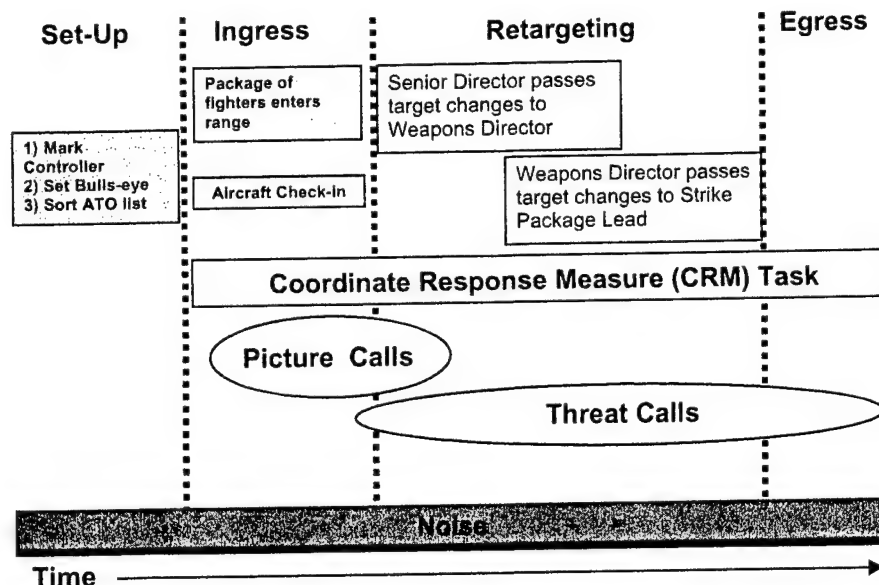 Set-Up
Ingress
Retargeting
Egress
Package of
fighters enters
range
Senior Director passes
target changes to
Weapons Director
1) Mark
Controller
2) Set Bulls-eye
3) Sort ATO list
Aircraft Check-in
Weapons Director passes
target changes to Strike
Package Lead
Coordinate Response Measure (CRM) Task
Picture Calls
Threat Calls
Noise
Time